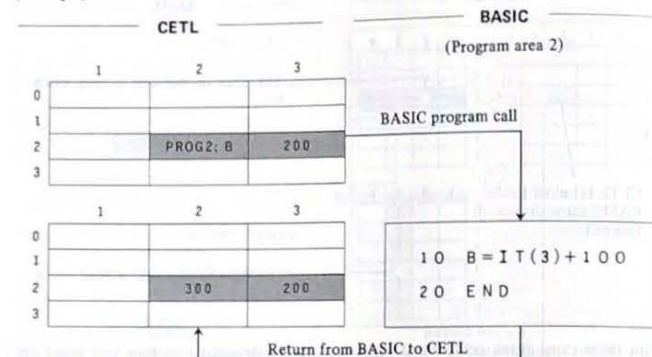 CETL
BASIC
(Program area 2)
1 2 3
0
1
2 PROG2; B 200
3
BASIC program call
1 2 3
0
1
2 300 200
3
10 B=IT(3)+100
20 END
Return from BASIC to CETL